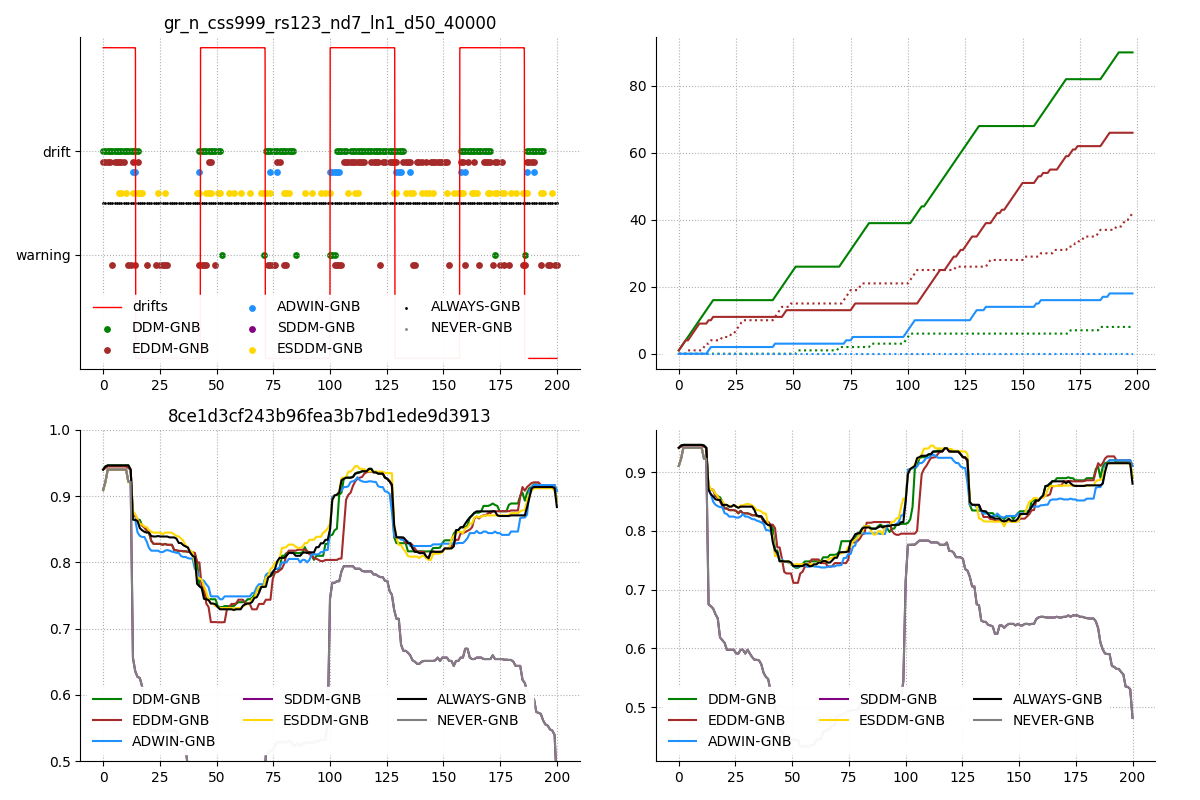 gr_n_css999_rs123_nd7_ln1_d50_40000
drift
warning
drifts
DDM-GNB
EDDM-GNB
ADWIN-GNB
SDDM-GNB
ESDDM-GNB
ALWAYS-GNB
NEVER-GNB
0 25 50 75 100 125 150 175 200
80
60
40
20
0
0 25 50 75 100 125 150 175 200
8ce1d3cf243b96fea3b7bd1ede9d3913
1.0
0.9
0.8
0.7
0.6
0.5
DDM-GNB
EDDM-GNB
ADWIN-GNB
SDDM-GNB
ESDDM-GNB
ALWAYS-GNB
NEVER-GNB
0 25 50 75 100 125 150 175 200
0.9
0.8
0.7
0.6
0.5
DDM-GNB
EDDM-GNB
ADWIN-GNB
SDDM-GNB
ESDDM-GNB
ALWAYS-GNB
NEVER-GNB
0 25 50 75 100 125 150 175 200